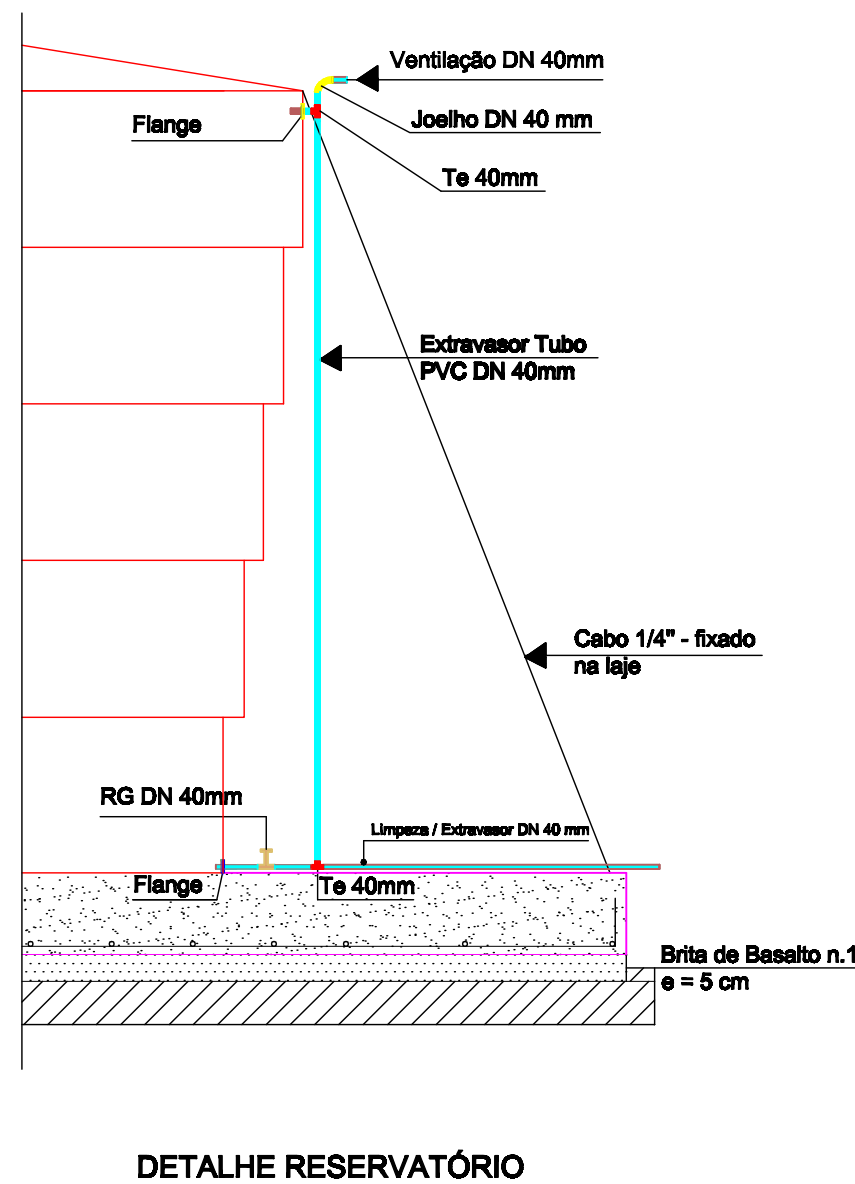 Ventilação DN 40mm
Flange
Joelho DN 40 mm
Te 40mm
Extravasor Tubo
PVC DN 40mm
Cabo 1/4" - fixado
na laje
RG DN 40mm
Limpeza / Extravasor DN 40 mm
Flange
Te 40mm
Brita de Basalto n.1
e = 5 cm
DETALHE RESERVATÓRIO